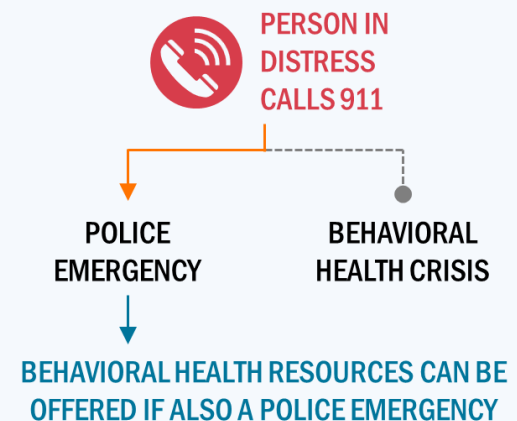 PERSON IN
DISTRESS
CALLS 911
POLICE
EMERGENCY
BEHAVIORAL
HEALTH CRISIS
BEHAVIORAL HEALTH RESOURCES CAN BE
OFFERED IF ALSO A POLICE EMERGENCY